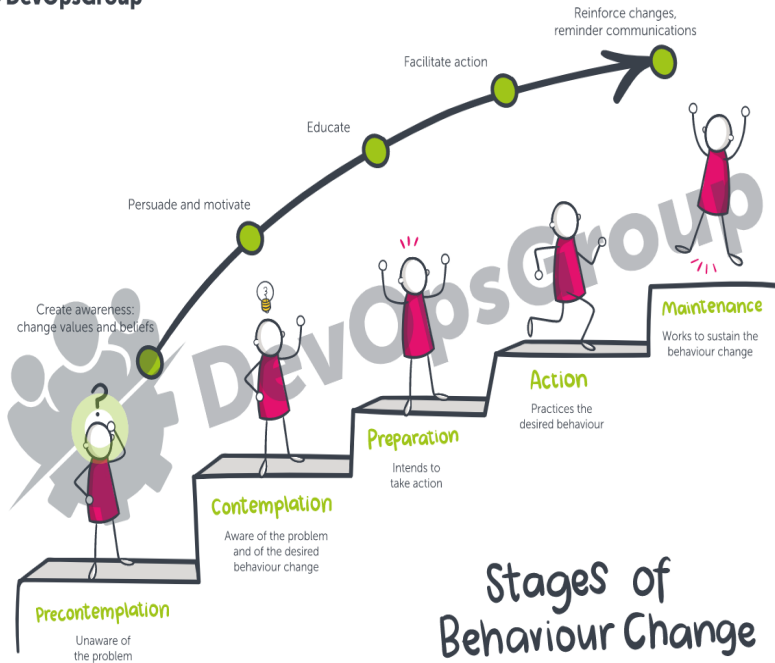 DevOpsGroup
Reinforce changes,
reminder communications
Facilitate action
Educate
Persuade and motivate
Create awareness:
change values and beliefs
?
3
DevOpsGroup
Maintenance
Works to sustain the
behaviour change
Action
Practices the
desired behaviour
Preparation
Intends to
take action
Contemplation
Aware of the problem
and of the desired
behaviour change
Precontemplation
Unaware of
the problem
Stages of
Behaviour Change